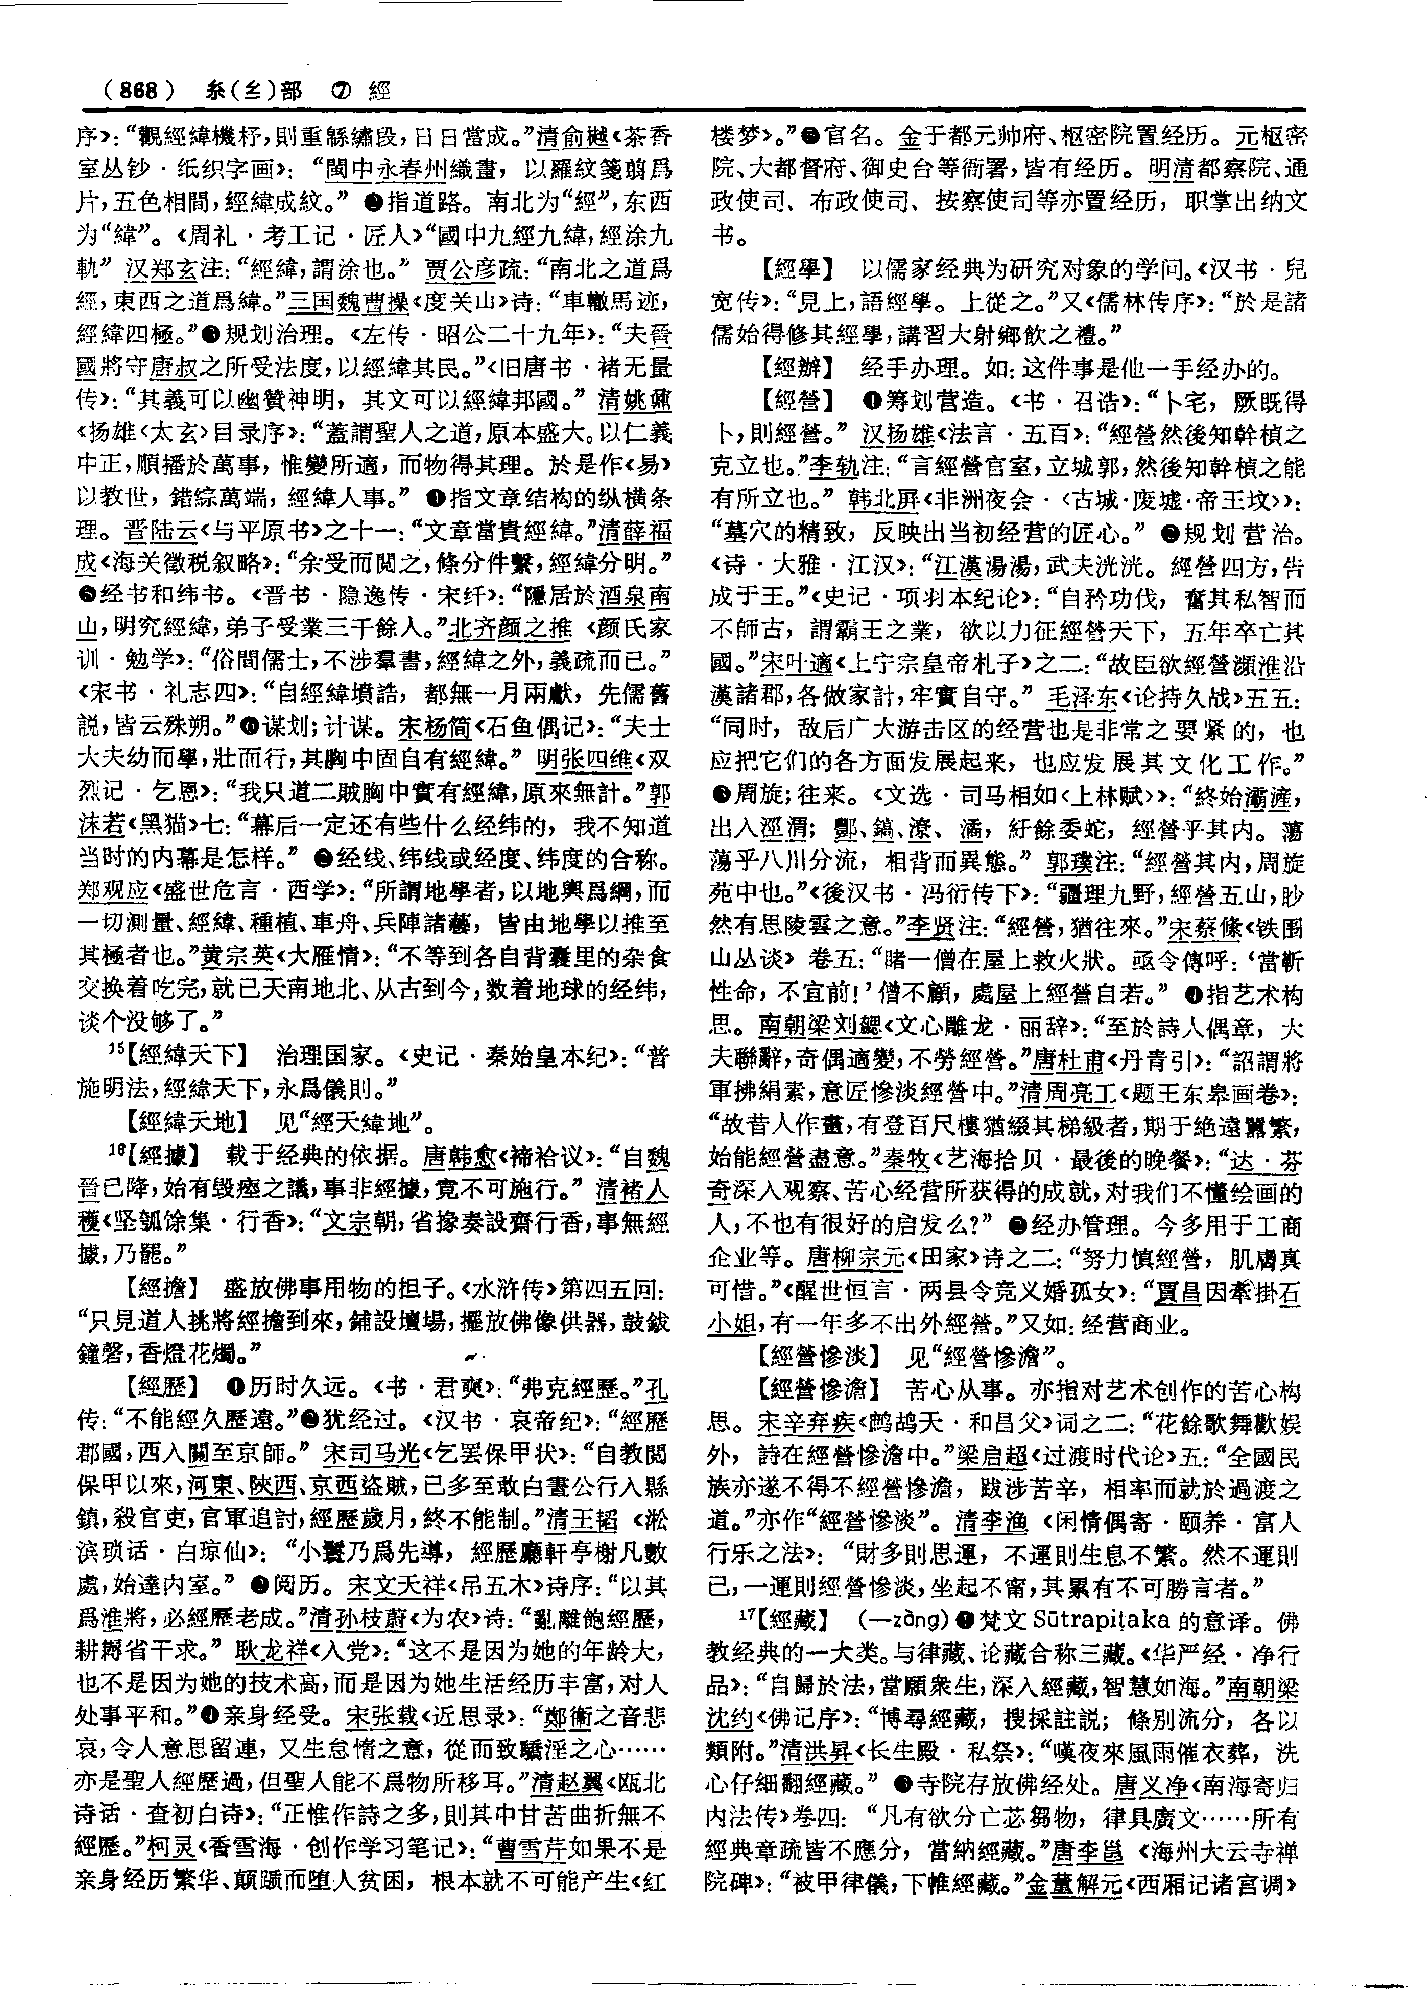 （868） 糸(纟)部 ⑦ 經
序》：“觀經緯機杼，則重緜繡段，日日當成。”清俞樾《茶香
室丛钞·纸织字画》：“閩中永春州織畫，以羅紋箋翦爲
片，五色相間，經緯成紋。”❷指道路。南北为“經”，东西
为“緯”。《周礼·考工记·匠人》“國中九經九緯，經涂九
軌”汉郑玄注：“經緯，謂涂也。”贾公彦疏：“南北之道爲
經，東西之道爲緯。”三国魏曹操《度关山》诗：“車轍馬迹，
經緯四極。”❸规划治理。《左传·昭公二十九年》：“夫晉
國將守唐叔之所受法度，以經緯其民。”《旧唐书·褚无量
传》：“其義可以幽贊神明，其文可以經緯邦國。”清姚鼐
《扬雄〈太玄〉目录序》：“蓋謂聖人之道，原本盛大。以仁義
中正，順播於萬事，惟變所適，而物得其理。於是作《易》
以教世，錯綜萬端，經緯人事。”❹指文章结构的纵横条
理。晋陆云《与平原书》之十一：“文章當貴經緯。”清薛福
成《海关徵税叙略》：“余受而閲之，條分件繫，經緯分明。”
❺经书和纬书。《晋书·隐逸传·宋纤》：“隱居於酒泉南
山，明究經緯，弟子受業三千餘人。”北齐颜之推《颜氏家
训·勉学》：“俗間儒士，不涉羣書，經緯之外，義疏而已。”
《宋书·礼志四》：“自經緯墳誥，都無一月兩獻，先儒舊
説，皆云殊朔。”❻谋划；计谋。宋杨简《石鱼偶记》：“夫士
大夫幼而學，壯而行，其胸中固自有經緯。”明张四维《双
烈记·乞恩》：“我只道二賊胸中實有經緯，原來無計。”郭
沫若《黑猫》七：“幕后一定还有些什么经纬的，我不知道
当时的内幕是怎样。”❼经线、纬线或经度、纬度的合称。
郑观应《盛世危言·西学》：“所謂地學者，以地輿爲綱，而
一切測量、經緯、種植、車舟、兵陣諸藝，皆由地學以推至
其極者也。”黄宗英《大雁情》：“不等到各自背囊里的杂食
交换着吃完，就已天南地北、从古到今，数着地球的经纬，
谈个没够了。”
¹⁵【經緯天下】 治理国家。《史记·秦始皇本纪》：“普
施明法，經緯天下，永爲儀則。”
【經緯天地】 见“經天緯地”。
¹⁶【經據】 载于经典的依据。唐韩愈《禘祫议》：“自魏
晉已降，始有毁瘞之議，事非經據，竟不可施行。”清褚人
穫《坚瓠馀集·行香》：“文宗朝，省掾奏設齋行香，事無經
據，乃罷。”
【經擔】 盛放佛事用物的担子。《水浒传》第四五回：
“只見道人挑將經擔到來，鋪設壇場，擺放佛像供器，鼓鈸
鐘磬，香燈花燭。”
【經歷】 ❶历时久远。《书·君奭》：“弗克經歷。”孔
传：“不能經久歷遠。”❷犹经过。《汉书·哀帝纪》：“經歷
郡國，西入關至京師。”宋司马光《乞罢保甲状》：“自教閲
保甲以來，河東、陝西、京西盜賊，已多至敢白晝公行入縣
鎮，殺官吏，官軍追討，經歷歲月，終不能制。”清王韬《淞
滨琐话·白琼仙》：“小鬟乃爲先導，經歷廳軒亭榭凡數
處，始達内室。”❸阅历。宋文天祥《吊五木》诗序：“以其
爲淮將，必經歷老成。”清孙枝蔚《为农》诗：“亂離飽經歷，
耕耨省干求。”耿龙祥《入党》：“这不是因为她的年龄大，
也不是因为她的技术高，而是因为她生活经历丰富，对人
处事平和。”❹亲身经受。宋张载《近思录》：“鄭衛之音悲
哀，令人意思留連，又生怠惰之意，從而致驕淫之心……
亦是聖人經歷過，但聖人能不爲物所移耳。”清赵翼《瓯北
诗话·查初白诗》：“正惟作詩之多，則其中甘苦曲折無不
經歷。”柯灵《香雪海·创作学习笔记》：“曹雪芹如果不是
亲身经历繁华、颠踬而堕人贫困，根本就不可能产生《红
楼梦》。”❺官名。金于都元帅府、枢密院置经历。元枢密
院、大都督府、御史台等衙署，皆有经历。明清都察院、通
政使司、布政使司、按察使司等亦置经历，职掌出纳文
书。
【經學】 以儒家经典为研究对象的学问。《汉书·兒
宽传》：“見上，語經學。上從之。”又《儒林传序》：“於是諸
儒始得修其經學，講習大射鄉飲之禮。”
【經辦】 经手办理。如：这件事是他一手经办的。
【經營】 ❶筹划营造。《书·召诰》：“卜宅，厥既得
卜，則經營。”汉扬雄《法言·五百》：“經營然後知幹楨之
克立也。”李轨注：“言經營宫室，立城郭，然後知幹楨之能
有所立也。”韩北屏《非洲夜会·〈古城·废墟·帝王坟〉》：
“墓穴的精致，反映出当初经营的匠心。”❷规划营治。
《诗·大雅·江汉》：“江漢湯湯，武夫洸洸。經營四方，告
成于王。”《史记·项羽本纪论》：“自矜功伐，奮其私智而
不師古，謂霸王之業，欲以力征經營天下，五年卒亡其
國。”宋叶適《上宁宗皇帝札子》之二：“故臣欲經營瀕淮沿
漢諸郡，各做家計，牢實自守。”毛泽东《论持久战》五五：
“同时，敌后广大游击区的经营也是非常之要紧的，也
应把它们的各方面发展起来，也应发展其文化工作。”
❸周旋；往来。《文选·司马相如〈上林赋〉》：“終始灞滻，
出入涇渭；酆、鎬、潦、潏，紆餘委蛇，經營乎其内。蕩
蕩乎八川分流，相背而異態。”郭璞注：“經營其内，周旋
苑中也。”《後汉书·冯衍传下》：“疆理九野，經營五山，眇
然有思陵雲之意。”李贤注：“經營，猶往來。”宋蔡絛《铁围
山丛谈》卷五：“睹一僧在屋上救火狀。亟令傳呼：‘當斬
性命，不宜前！’僧不顧，處屋上經營自若。”❹指艺术构
思。南朝梁刘勰《文心雕龙·丽辞》：“至於詩人偶章，大
夫聯辭，奇偶適變，不勞經營。”唐杜甫《丹青引》：“詔謂將
軍拂絹素，意匠慘淡經營中。”清周亮工《题王东皋画卷》：
“故昔人作畫，有登百尺樓猶綴其梯級者，期于绝遠囂繁，
始能經營盡意。”秦牧《艺海拾贝·最後的晚餐》：“达·芬
奇深入观察、苦心经营所获得的成就，对我们不懂绘画的
人，不也有很好的启发么？”❺经办管理。今多用于工商
企业等。唐柳宗元《田家》诗之二：“努力慎經營，肌膚真
可惜。”《醒世恒言·两县令竞义婚孤女》：“賈昌因牽掛石
小姐，有一年多不出外經營。”又如：经营商业。
【經營慘淡】 见“經營慘澹”。
【經營慘澹】 苦心从事。亦指对艺术创作的苦心构
思。宋辛弃疾《鹧鸪天·和昌父》词之二：“花餘歌舞歡娱
外，詩在經營慘澹中。”梁启超《过渡时代论》五：“全國民
族亦遂不得不經營慘澹，跋涉苦辛，相率而就於過渡之
道。”亦作“經營慘淡”。清李渔《闲情偶寄·颐养·富人
行乐之法》：“財多則思運，不運則生息不繁。然不運則
已，一運則經營慘淡，坐起不甯，其累有不可勝言者。”
¹⁷【經藏】 （一zàng）❶梵文Sūtrapiṭaka的意译。佛
教经典的一大类。与律藏、论藏合称三藏。《华严经·净行
品》：“自歸於法，當願衆生，深入經藏，智慧如海。”南朝梁
沈约《佛记序》：“博尋經藏，搜採註説；條别流分，各以
類附。”清洪昇《长生殿·私祭》：“嘆夜來風雨催衣葬，洗
心仔細翻經藏。”❷寺院存放佛经处。唐义净《南海寄归
内法传》卷四：“凡有欲分亡苾芻物，律具廣文……所有
經典章疏皆不應分，當納經藏。”唐李邕《海州大云寺禅
院碑》：“被甲律儀，下帷經藏。”金董解元《西厢记诸宫调》